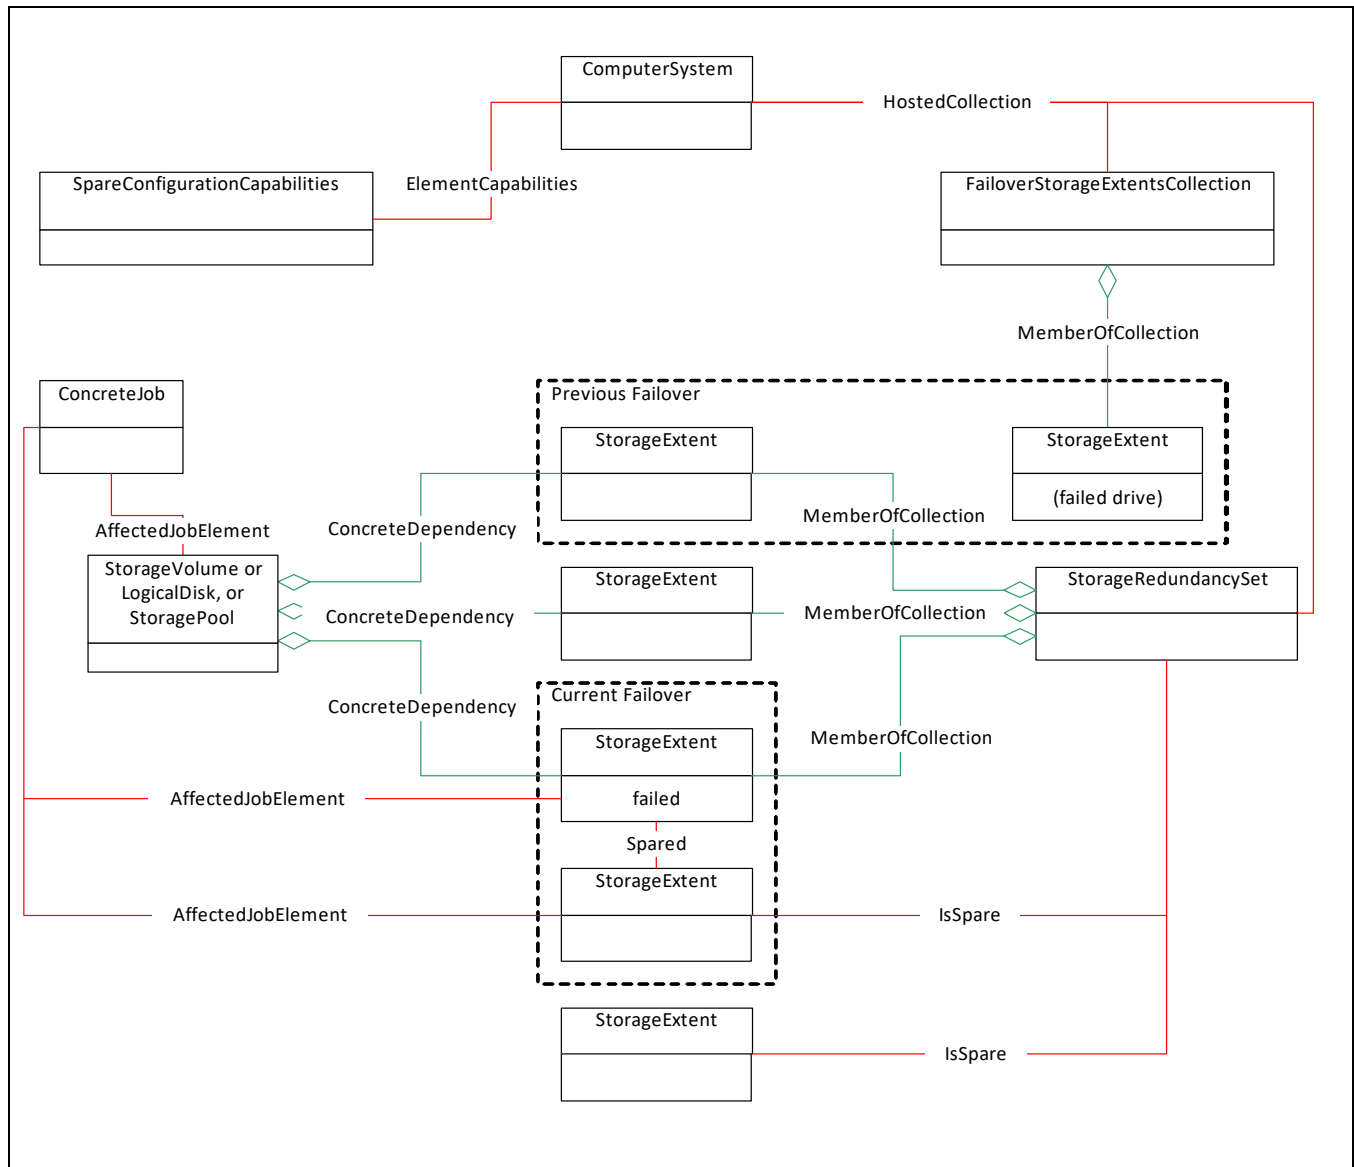 ComputerSystem
HostedCollection
SpareConfigurationCapabilities
ElementCapabilities
FailoverStorageExtentsCollection
MemberOfCollection
ConcreteJob
Previous Failover
StorageExtent
StorageExtent
(failed drive)
AffectedJobElement
ConcreteDependency
MemberOfCollection
StorageVolume or
LogicalDisk, or
StoragePool
StorageExtent
StorageRedundancySet
ConcreteDependency
MemberOfCollection
Current Failover
ConcreteDependency
StorageExtent
MemberOfCollection
AffectedJobElement
failed
Spared
StorageExtent
AffectedJobElement
IsSpare
StorageExtent
IsSpare